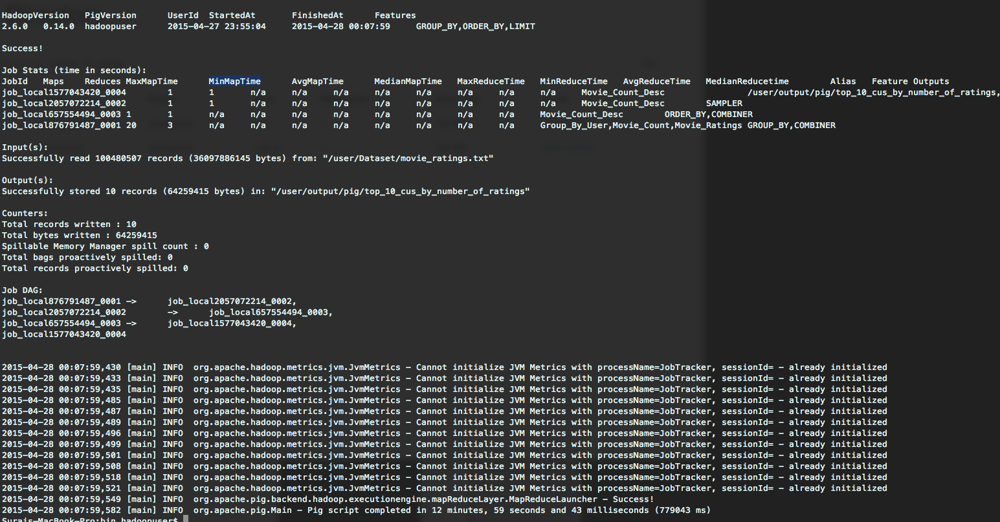 HadoopVersion PigVersion UserId StartedAt FinishedAt Features
2.6.0 0.14.0 hadoopuser 2015-04-27 23:55:04 2015-04-28 00:07:59 GROUP_BY,ORDER_BY,LIMIT
Success!
Job Stats (time in seconds):
JobId Maps Reduces MaxMapTime MinMapTime AvgMapTime MedianMapTime MaxReduceTime MinReduceTime AvgReduceTime MedianReducetime Alias Feature Outputs
job_local1577043420_0004 1 1 n/a n/a n/a n/a n/a n/a n/a n/a Movie_Count_Desc /user/output/pig/top_10_cus_by_number_of_ratings,
job_local2057072214_0002 1 1 n/a n/a n/a n/a n/a n/a n/a n/a Movie_Count_Desc SAMPLER
job_local657554494_0003 1 1 n/a n/a n/a n/a n/a n/a n/a n/a Movie_Count_Desc ORDER_BY,COMBINER
job_local876791487_0001 20 3 n/a n/a n/a n/a n/a n/a n/a n/a Group_By_User,Movie_Count,Movie_Ratings GROUP_BY,COMBINER
Input(s):
Successfully read 100480507 records (36097886145 bytes) from: "/user/Dataset/movie_ratings.txt"
Output(s):
Successfully stored 10 records (64259415 bytes) in: "/user/output/pig/top_10_cus_by_number_of_ratings"
Counters:
Total records written : 10
Total bytes written : 64259415
Spillable Memory Manager spill count : 0
Total bags proactively spilled: 0
Total records proactively spilled: 0
Job DAG:
job_local876791487_0001 -> job_local2057072214_0002,
job_local2057072214_0002 -> job_local657554494_0003,
job_local657554494_0003 -> job_local1577043420_0004,
job_local1577043420_0004
2015-04-28 00:07:59,430 [main] INFO org.apache.hadoop.metrics.jvm.JvmMetrics - Cannot initialize JVM Metrics with processName=JobTracker, sessionId= - already initialized
2015-04-28 00:07:59,433 [main] INFO org.apache.hadoop.metrics.jvm.JvmMetrics - Cannot initialize JVM Metrics with processName=JobTracker, sessionId= - already initialized
2015-04-28 00:07:59,435 [main] INFO org.apache.hadoop.metrics.jvm.JvmMetrics - Cannot initialize JVM Metrics with processName=JobTracker, sessionId= - already initialized
2015-04-28 00:07:59,485 [main] INFO org.apache.hadoop.metrics.jvm.JvmMetrics - Cannot initialize JVM Metrics with processName=JobTracker, sessionId= - already initialized
2015-04-28 00:07:59,487 [main] INFO org.apache.hadoop.metrics.jvm.JvmMetrics - Cannot initialize JVM Metrics with processName=JobTracker, sessionId= - already initialized
2015-04-28 00:07:59,489 [main] INFO org.apache.hadoop.metrics.jvm.JvmMetrics - Cannot initialize JVM Metrics with processName=JobTracker, sessionId= - already initialized
2015-04-28 00:07:59,496 [main] INFO org.apache.hadoop.metrics.jvm.JvmMetrics - Cannot initialize JVM Metrics with processName=JobTracker, sessionId= - already initialized
2015-04-28 00:07:59,499 [main] INFO org.apache.hadoop.metrics.jvm.JvmMetrics - Cannot initialize JVM Metrics with processName=JobTracker, sessionId= - already initialized
2015-04-28 00:07:59,501 [main] INFO org.apache.hadoop.metrics.jvm.JvmMetrics - Cannot initialize JVM Metrics with processName=JobTracker, sessionId= - already initialized
2015-04-28 00:07:59,508 [main] INFO org.apache.hadoop.metrics.jvm.JvmMetrics - Cannot initialize JVM Metrics with processName=JobTracker, sessionId= - already initialized
2015-04-28 00:07:59,518 [main] INFO org.apache.hadoop.metrics.jvm.JvmMetrics - Cannot initialize JVM Metrics with processName=JobTracker, sessionId= - already initialized
2015-04-28 00:07:59,521 [main] INFO org.apache.hadoop.metrics.jvm.JvmMetrics - Cannot initialize JVM Metrics with processName=JobTracker, sessionId= - already initialized
2015-04-28 00:07:59,549 [main] INFO org.apache.pig.backend.hadoop.executionengine.mapReduceLayer.MapReduceLauncher - Success!
2015-04-28 00:07:59,582 [main] INFO org.apache.pig.Main - Pig script completed in 12 minutes, 59 seconds and 43 milliseconds (779043 ms)
Surajs-MacBook-Pro:bin hadoopuser$